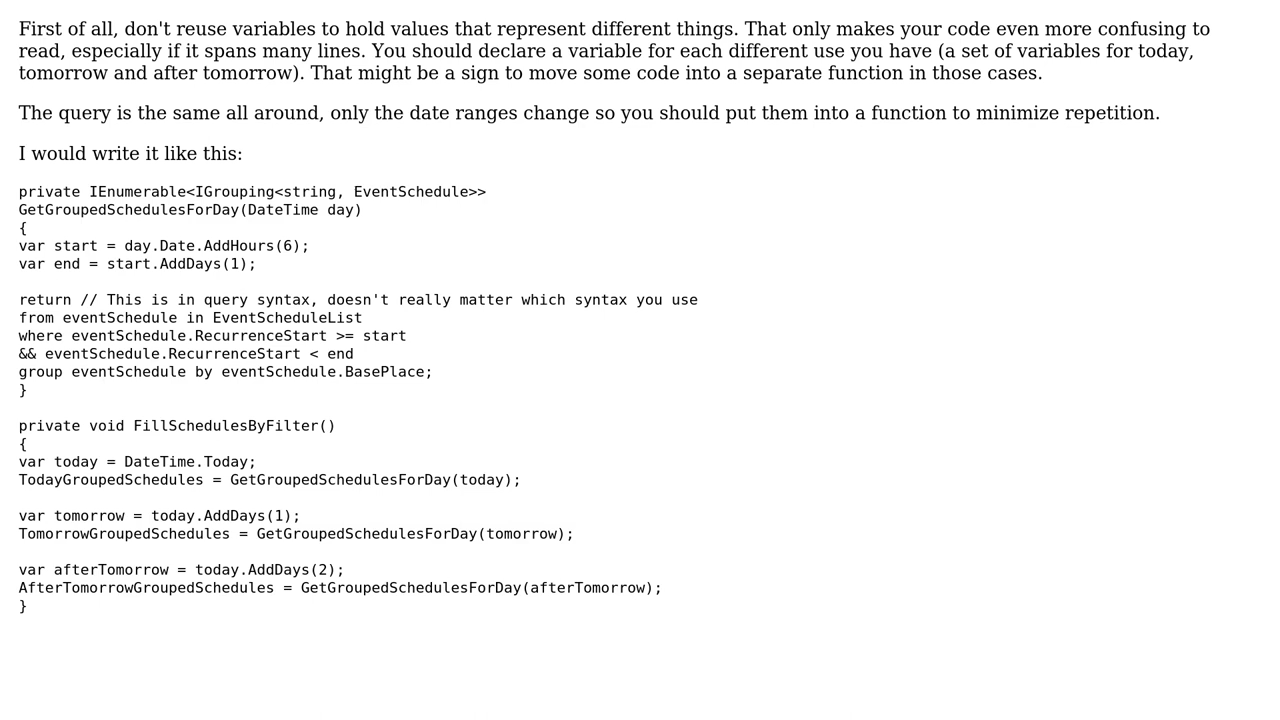 First of all, don't reuse variables to hold values that represent different things. That only makes your code even more confusing to
read, especially if it spans many lines. You should declare a variable for each different use you have (a set of variables for today,
tomorrow and after tomorrow). That might be a sign to move some code into a separate function in those cases.
The query is the same all around, only the date ranges change so you should put them into a function to minimize repetition.
I would write it like this:
private IEnumerable<IGrouping<string, EventSchedule>>
GetGroupedSchedulesForDay(DateTime day)
{
var start = day.Date.AddHours(6);
var end = start.AddDays(1);
return // This is in query syntax, doesn't really matter which syntax you use
from eventSchedule in EventScheduleList
where eventSchedule.RecurrenceStart >= start
&& eventSchedule.RecurrenceStart < end
group eventSchedule by eventSchedule.BasePlace;
}
private void FillSchedulesByFilter()
{
var today = DateTime.Today;
TodayGroupedSchedules = GetGroupedSchedulesForDay(today);
var tomorrow = today.AddDays(1);
TomorrowGroupedSchedules = GetGroupedSchedulesForDay(tomorrow);
var afterTomorrow = today.AddDays(2);
AfterTomorrowGroupedSchedules = GetGroupedSchedulesForDay(afterTomorrow);
}